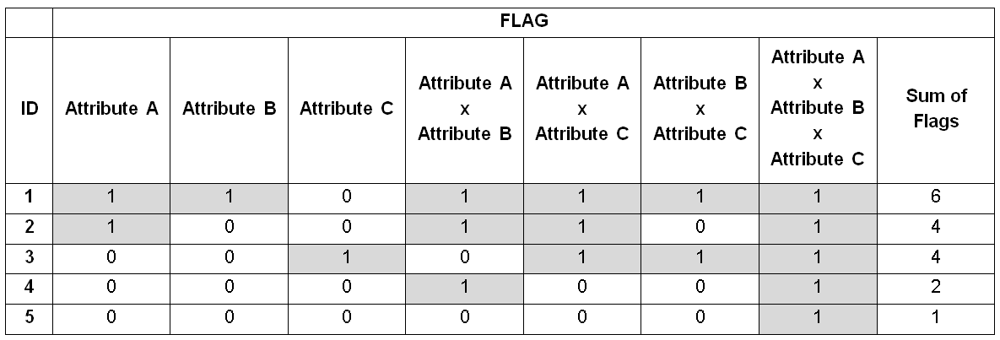 FLAG
ID Attribute A Attribute B Attribute C Attribute A x Attribute B Attribute A x Attribute C Attribute B x Attribute C Attribute A x Attribute B x Attribute C Sum of Flags
1 1 1 0 1 1 1 1 6
2 1 0 0 1 1 0 1 4
3 0 0 1 0 1 1 1 4
4 0 0 0 1 0 0 1 2
5 0 0 0 0 0 0 1 1